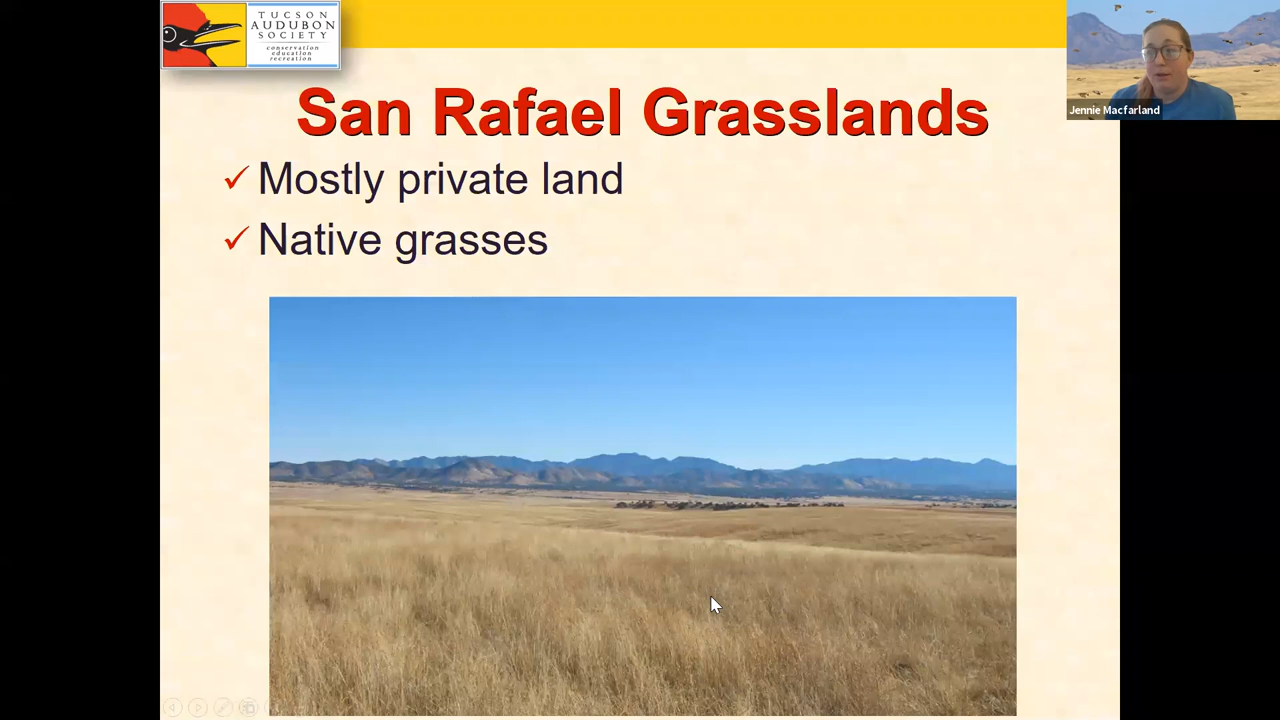 TUCSON
AUDUBON
SOCIETY
conservation
education
recreation
Jennie Macfarland
San Rafael Grasslands
Mostly private land
Native grasses